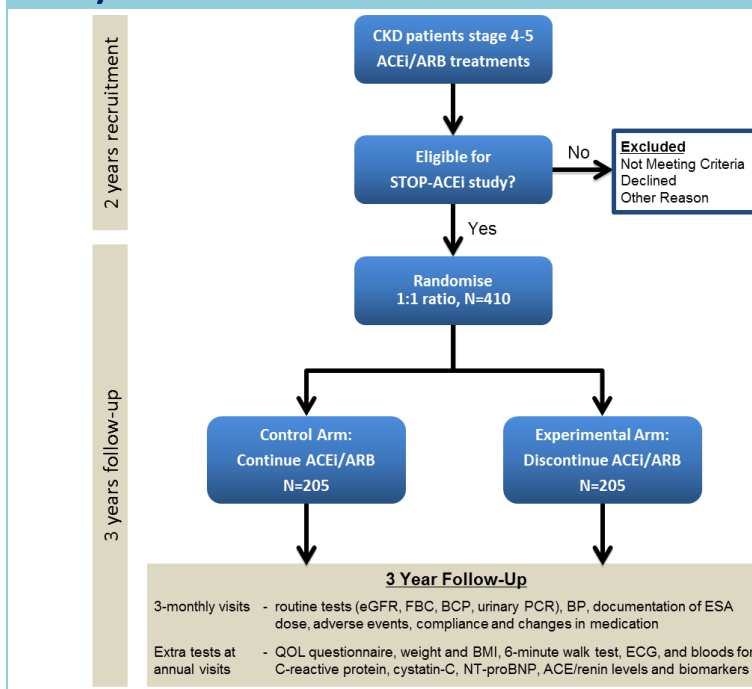 2 years recruitment
CKD patients stage 4-5
ACEi/ARB treatments
Eligible for
STOP-ACEi study?
No
Excluded
Not Meeting Criteria
Declined
Other Reason
Yes
Randomise
1:1 ratio, N=410
3 years follow-up
Control Arm:
Continue ACEi/ARB
N=205
Experimental Arm:
Discontinue ACEi/ARB
N=205
3 Year Follow-Up
3-monthly visits - routine tests (eGFR, FBC, BCP, urinary PCR), BP, documentation of ESA
dose, adverse events, compliance and changes in medication
Extra tests at - QOL questionnaire, weight and BMI, 6-minute walk test, ECG, and bloods for
annual visits C-reactive protein, cystatin-C, NT-proBNP, ACE/renin levels and biomarkers